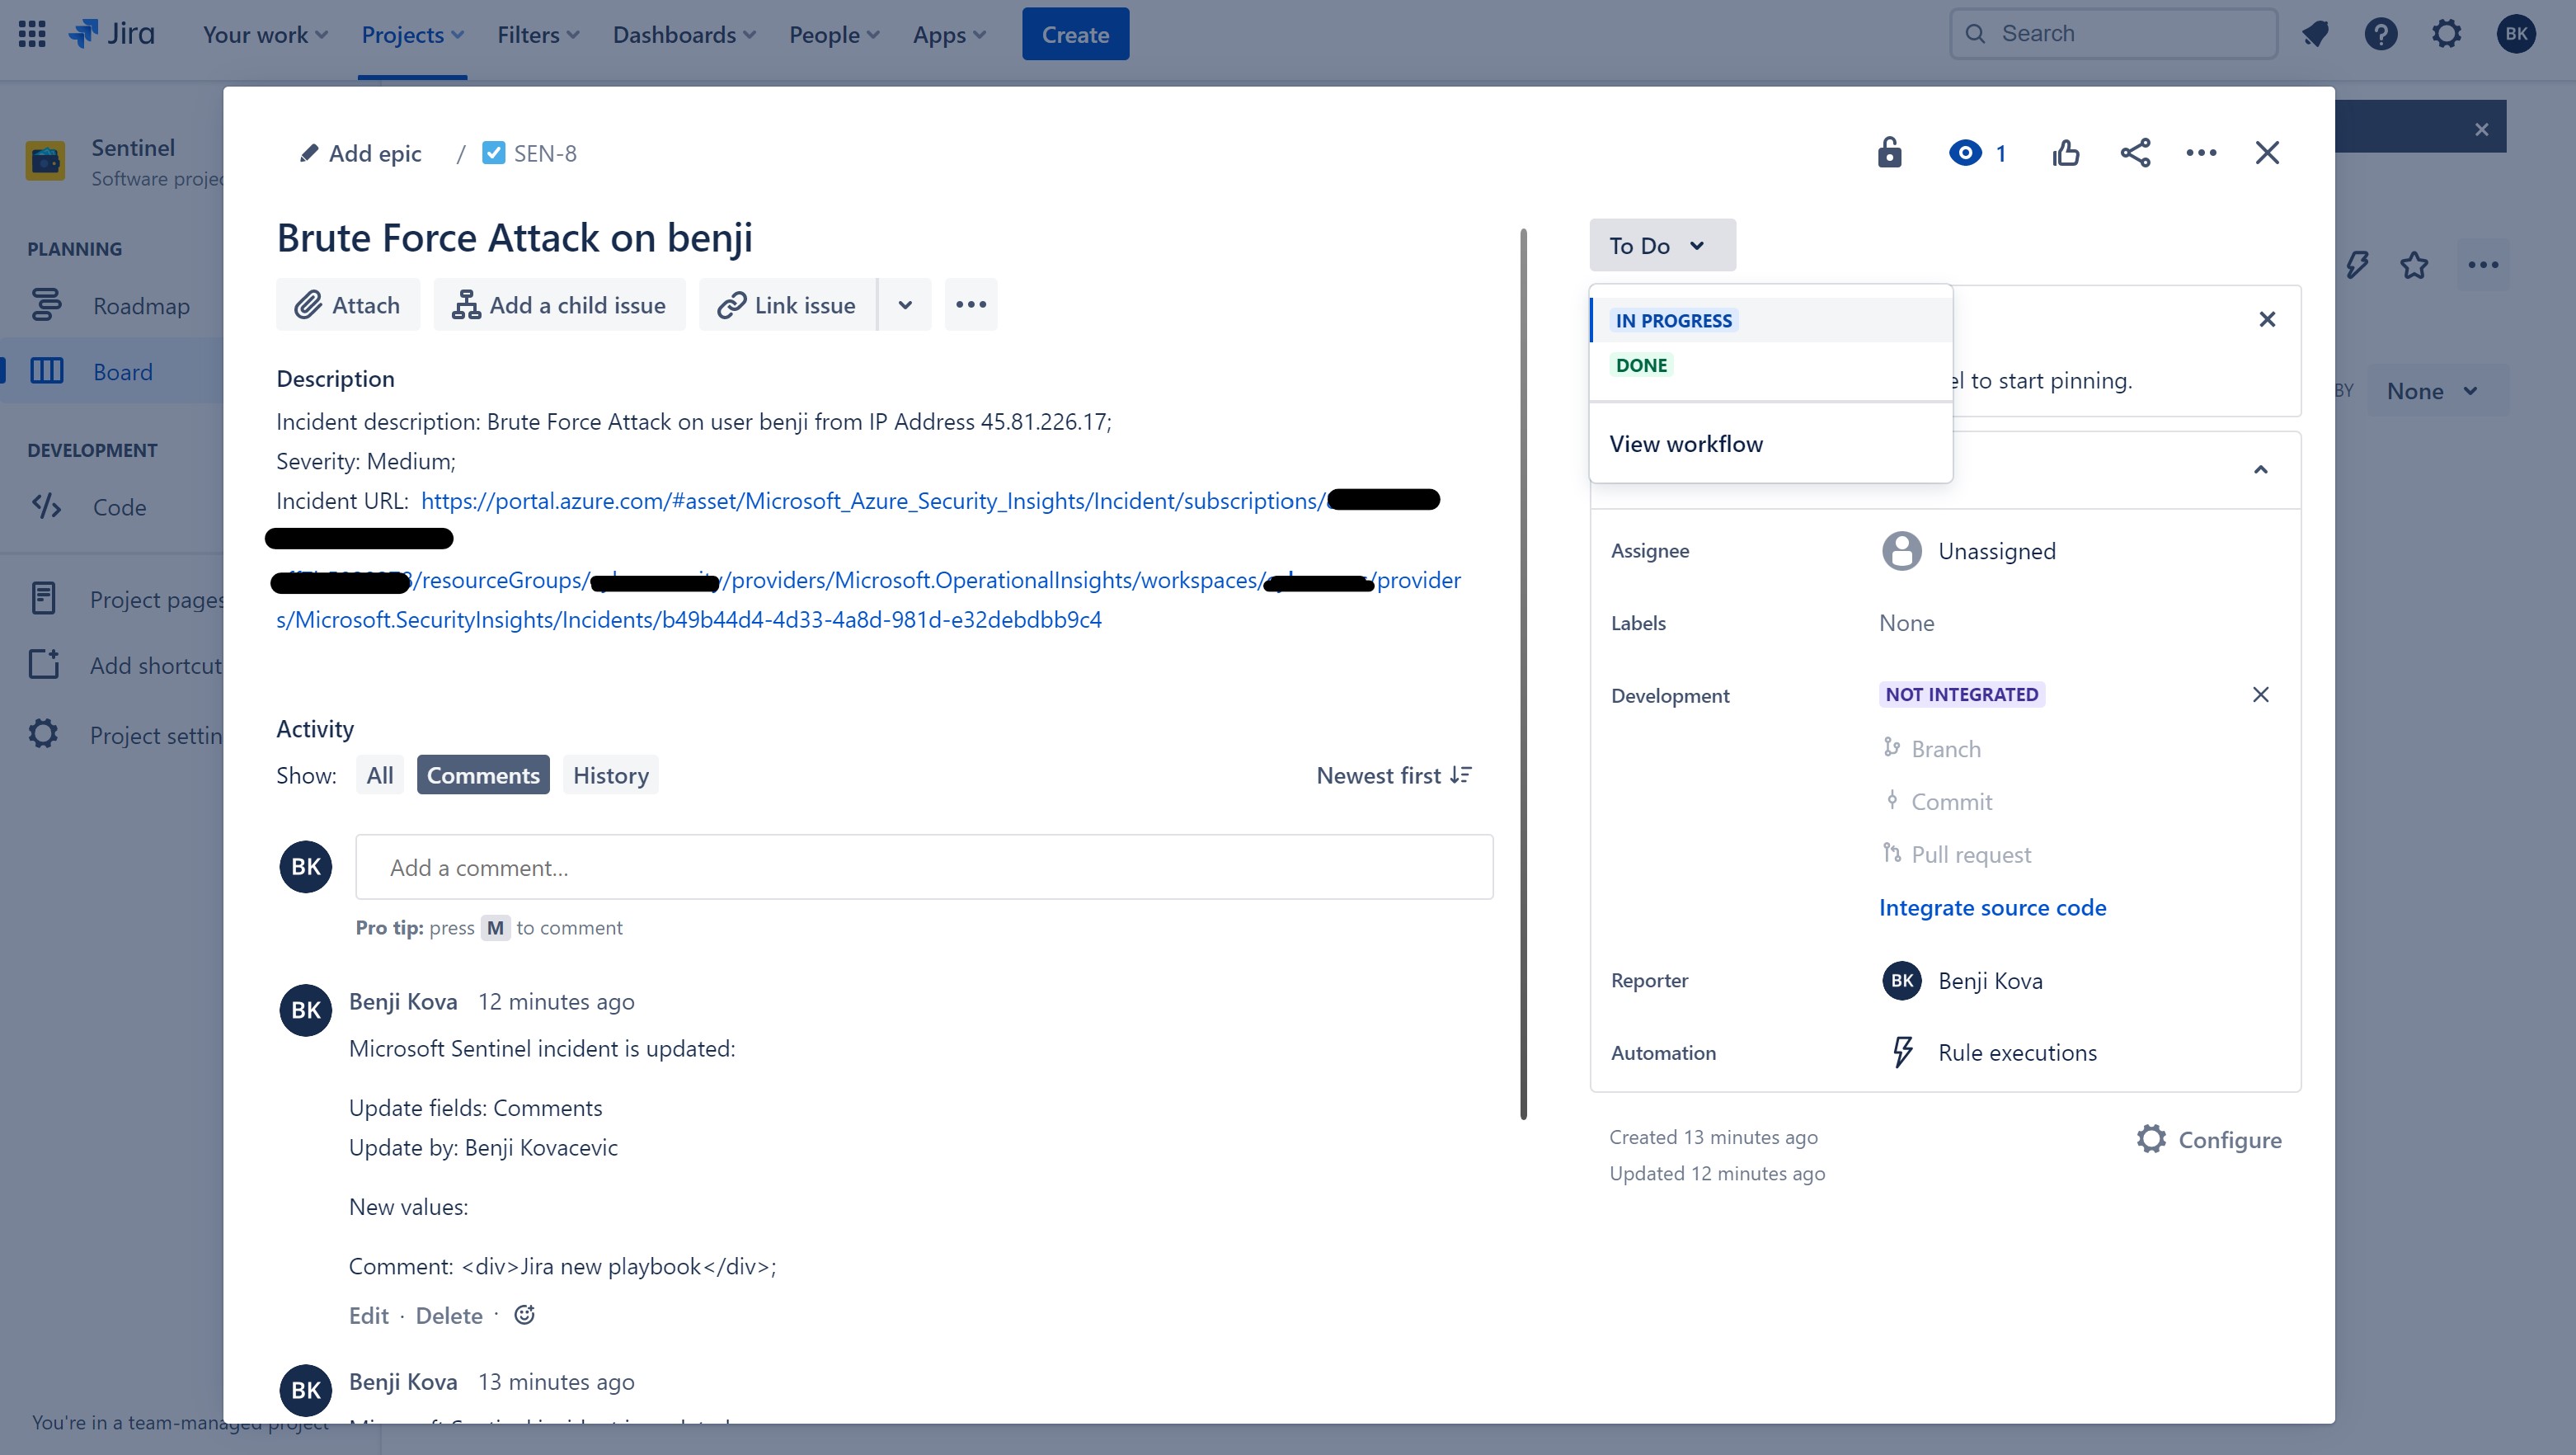 Jira
Your work
Projects
Filters
Dashboards
People
Apps
Create
Search
BK
Sentinel
Software projec
PLANNING
Roadmap
Board
DEVELOPMENT
Code
Project pages
Add shortcut
Project settin
You're in a team-managed project
Add epic / SEN-8
1
Brute Force Attack on benji
Attach
Add a child issue
Link issue
Description
Incident description: Brute Force Attack on user benji from IP Address 45.81.226.17;
Severity: Medium;
Incident URL: https://portal.azure.com/#asset/Microsoft_Azure_Security_Insights/Incident/subscriptions/
/resourceGroups/ /providers/Microsoft.OperationalInsights/workspaces/ /provider
s/Microsoft.SecurityInsights/Incidents/b49b44d4-4d33-4a8d-981d-e32debdbb9c4
Activity
Show: All Comments History
Newest first
BK
Add a comment...
Pro tip: press M to comment
BK
Benji Kova 12 minutes ago
Microsoft Sentinel incident is updated:
Update fields: Comments
Update by: Benji Kovacevic
New values:
Comment: <div>Jira new playbook</div>;
Edit · Delete ·
BK
Benji Kova 13 minutes ago
To Do
IN PROGRESS
DONE
View workflow
el to start pinning.
BY
None
Assignee
Unassigned
Labels
None
Development
NOT INTEGRATED
Branch
Commit
Pull request
Integrate source code
Reporter
BK Benji Kova
Automation
Rule executions
Created 13 minutes ago
Updated 12 minutes ago
Configure